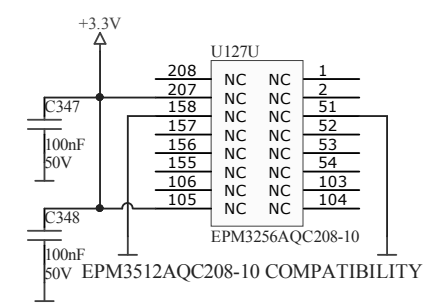 +3.3V
U127U
208 NC NC 1
207 NC NC 2
158 NC NC 51
157 NC NC 52
156 NC NC 53
155 NC NC 54
106 NC NC 103
105 NC NC 104
EPM3256AQC208-10
C347
100nF
50V
C348
100nF
50V
EPM3512AQC208-10 COMPATIBILITY